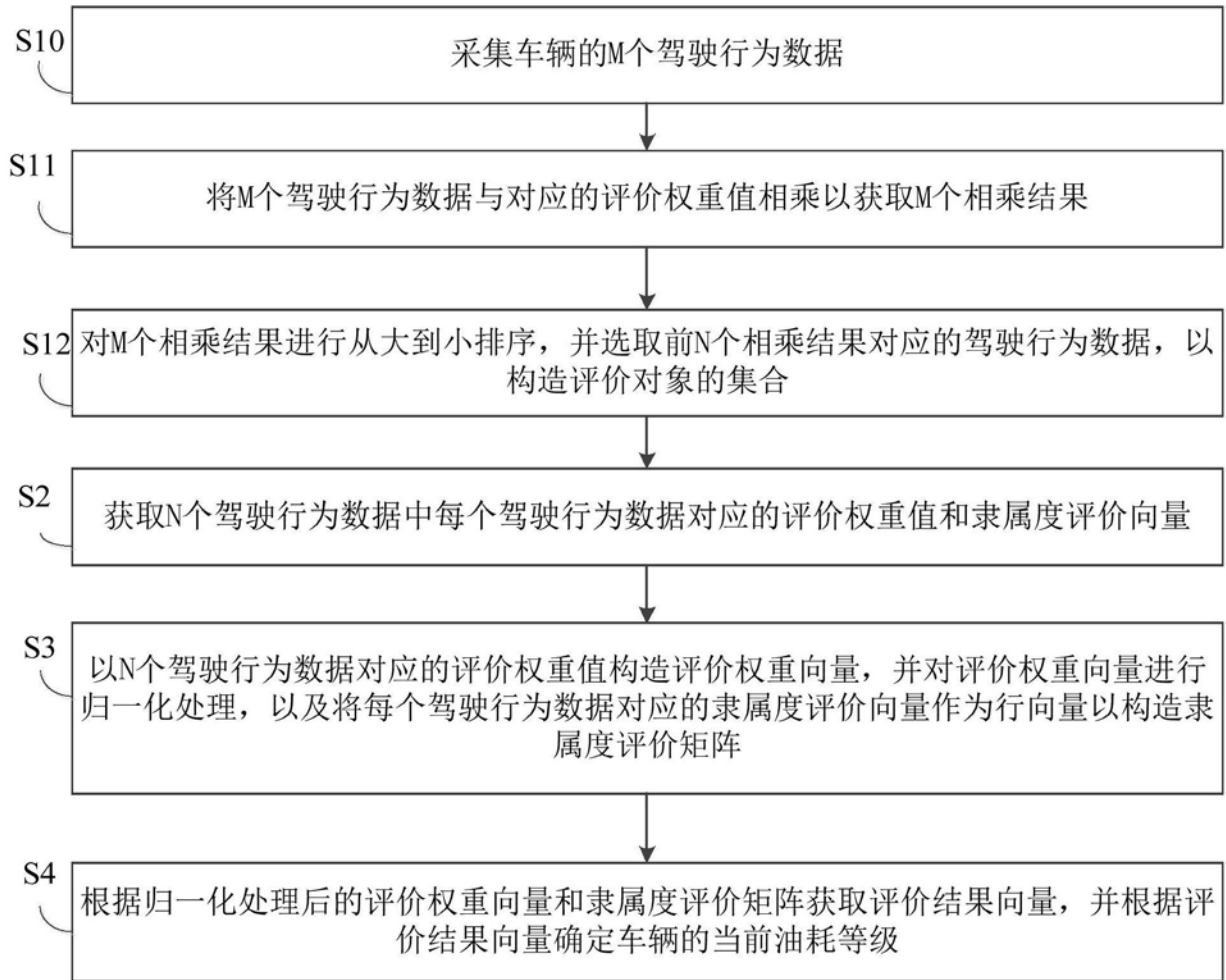 S10
采集车辆的M个驾驶行为数据
S11
将M个驾驶行为数据与对应的评价权重值相乘以获取M个相乘结果
S12
对M个相乘结果进行从大到小排序，并选取前N个相乘结果对应的驾驶行为数据，以
构造评价对象的集合
S2
获取N个驾驶行为数据中每个驾驶行为数据对应的评价权重值和隶属度评价向量
S3
以N个驾驶行为数据对应的评价权重值构造评价权重向量，并对评价权重向量进行
归一化处理，以及将每个驾驶行为数据对应的隶属度评价向量作为行向量以构造隶
属度评价矩阵
S4
根据归一化处理后的评价权重向量和隶属度评价矩阵获取评价结果向量，并根据评
价结果向量确定车辆的当前油耗等级